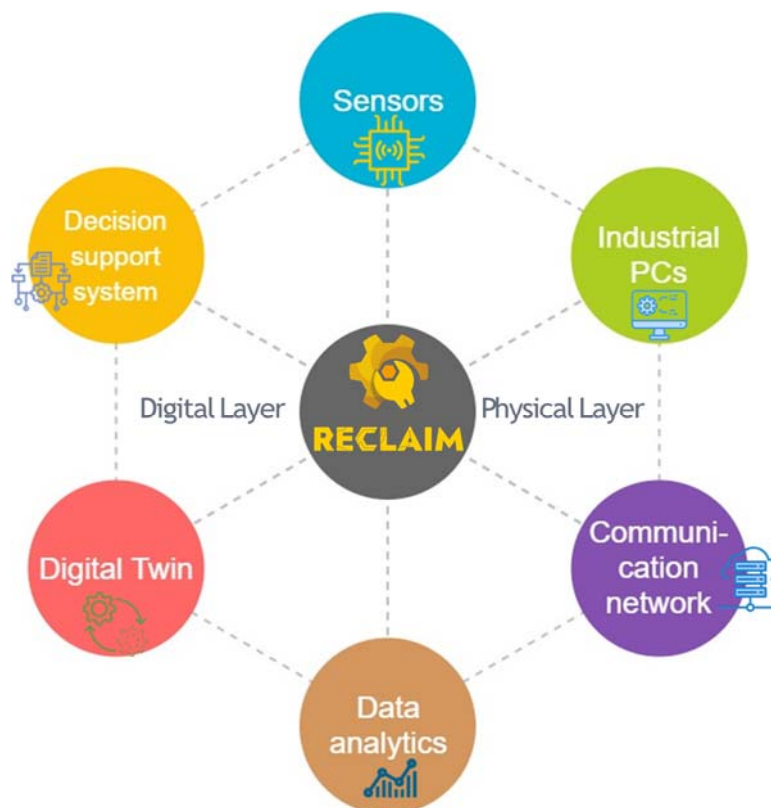 Sensors
Decision
support
system
Industrial
PCs
Digital Layer
RECLAIM
Physical Layer
Digital Twin
Communi-
cation
network
Data
analytics